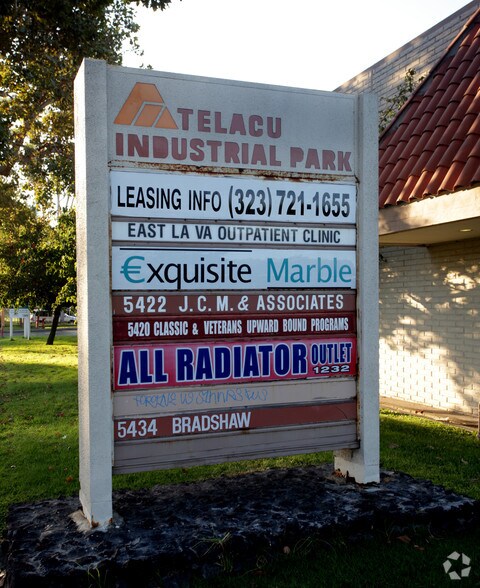 TELACU
INDUSTRIAL PARK
LEASING INFO (323) 721-1655
EAST LA VA OUTPATIENT CLINIC
€xquisite Marble
5422 J.C.M. & ASSOCIATES
5420 CLASSIC & VETERANS UPWARD BOUND PROGRAMS
ALL RADIATOR OUTLET
1232
5434 BRADSHAW